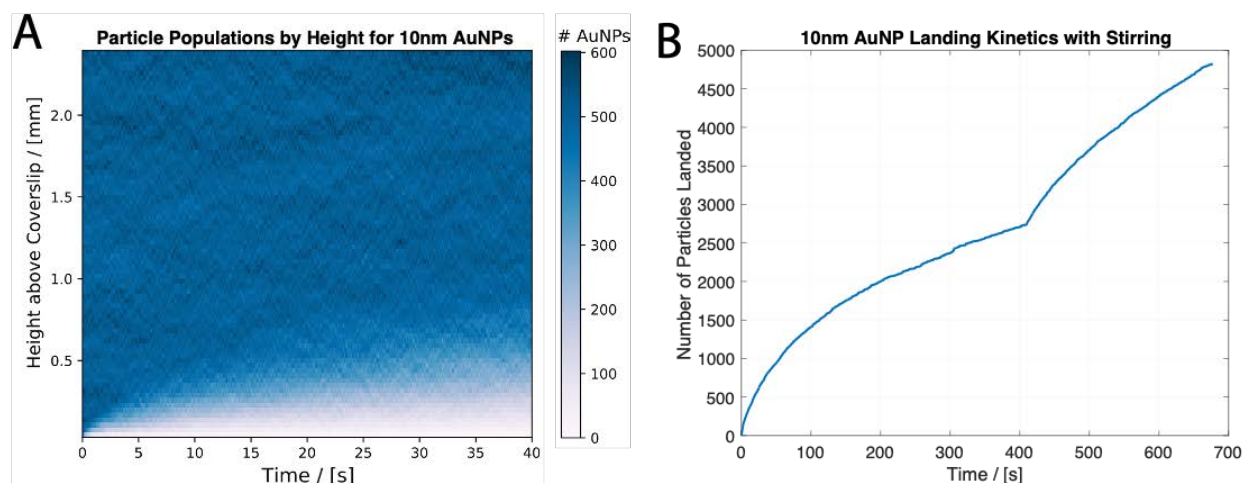 A
Particle Populations by Height for 10nm AuNPs
# AuNPs
Height above Coverslip / [mm]
2.0
1.5
1.0
0.5
0 5 10 15 20 25 30 35 40
Time / [s]
600
500
400
300
200
100
0
B
10nm AuNP Landing Kinetics with Stirring
Number of Particles Landed
5000
4500
4000
3500
3000
2500
2000
1500
1000
500
0
0 100 200 300 400 500 600 700
Time / [s]